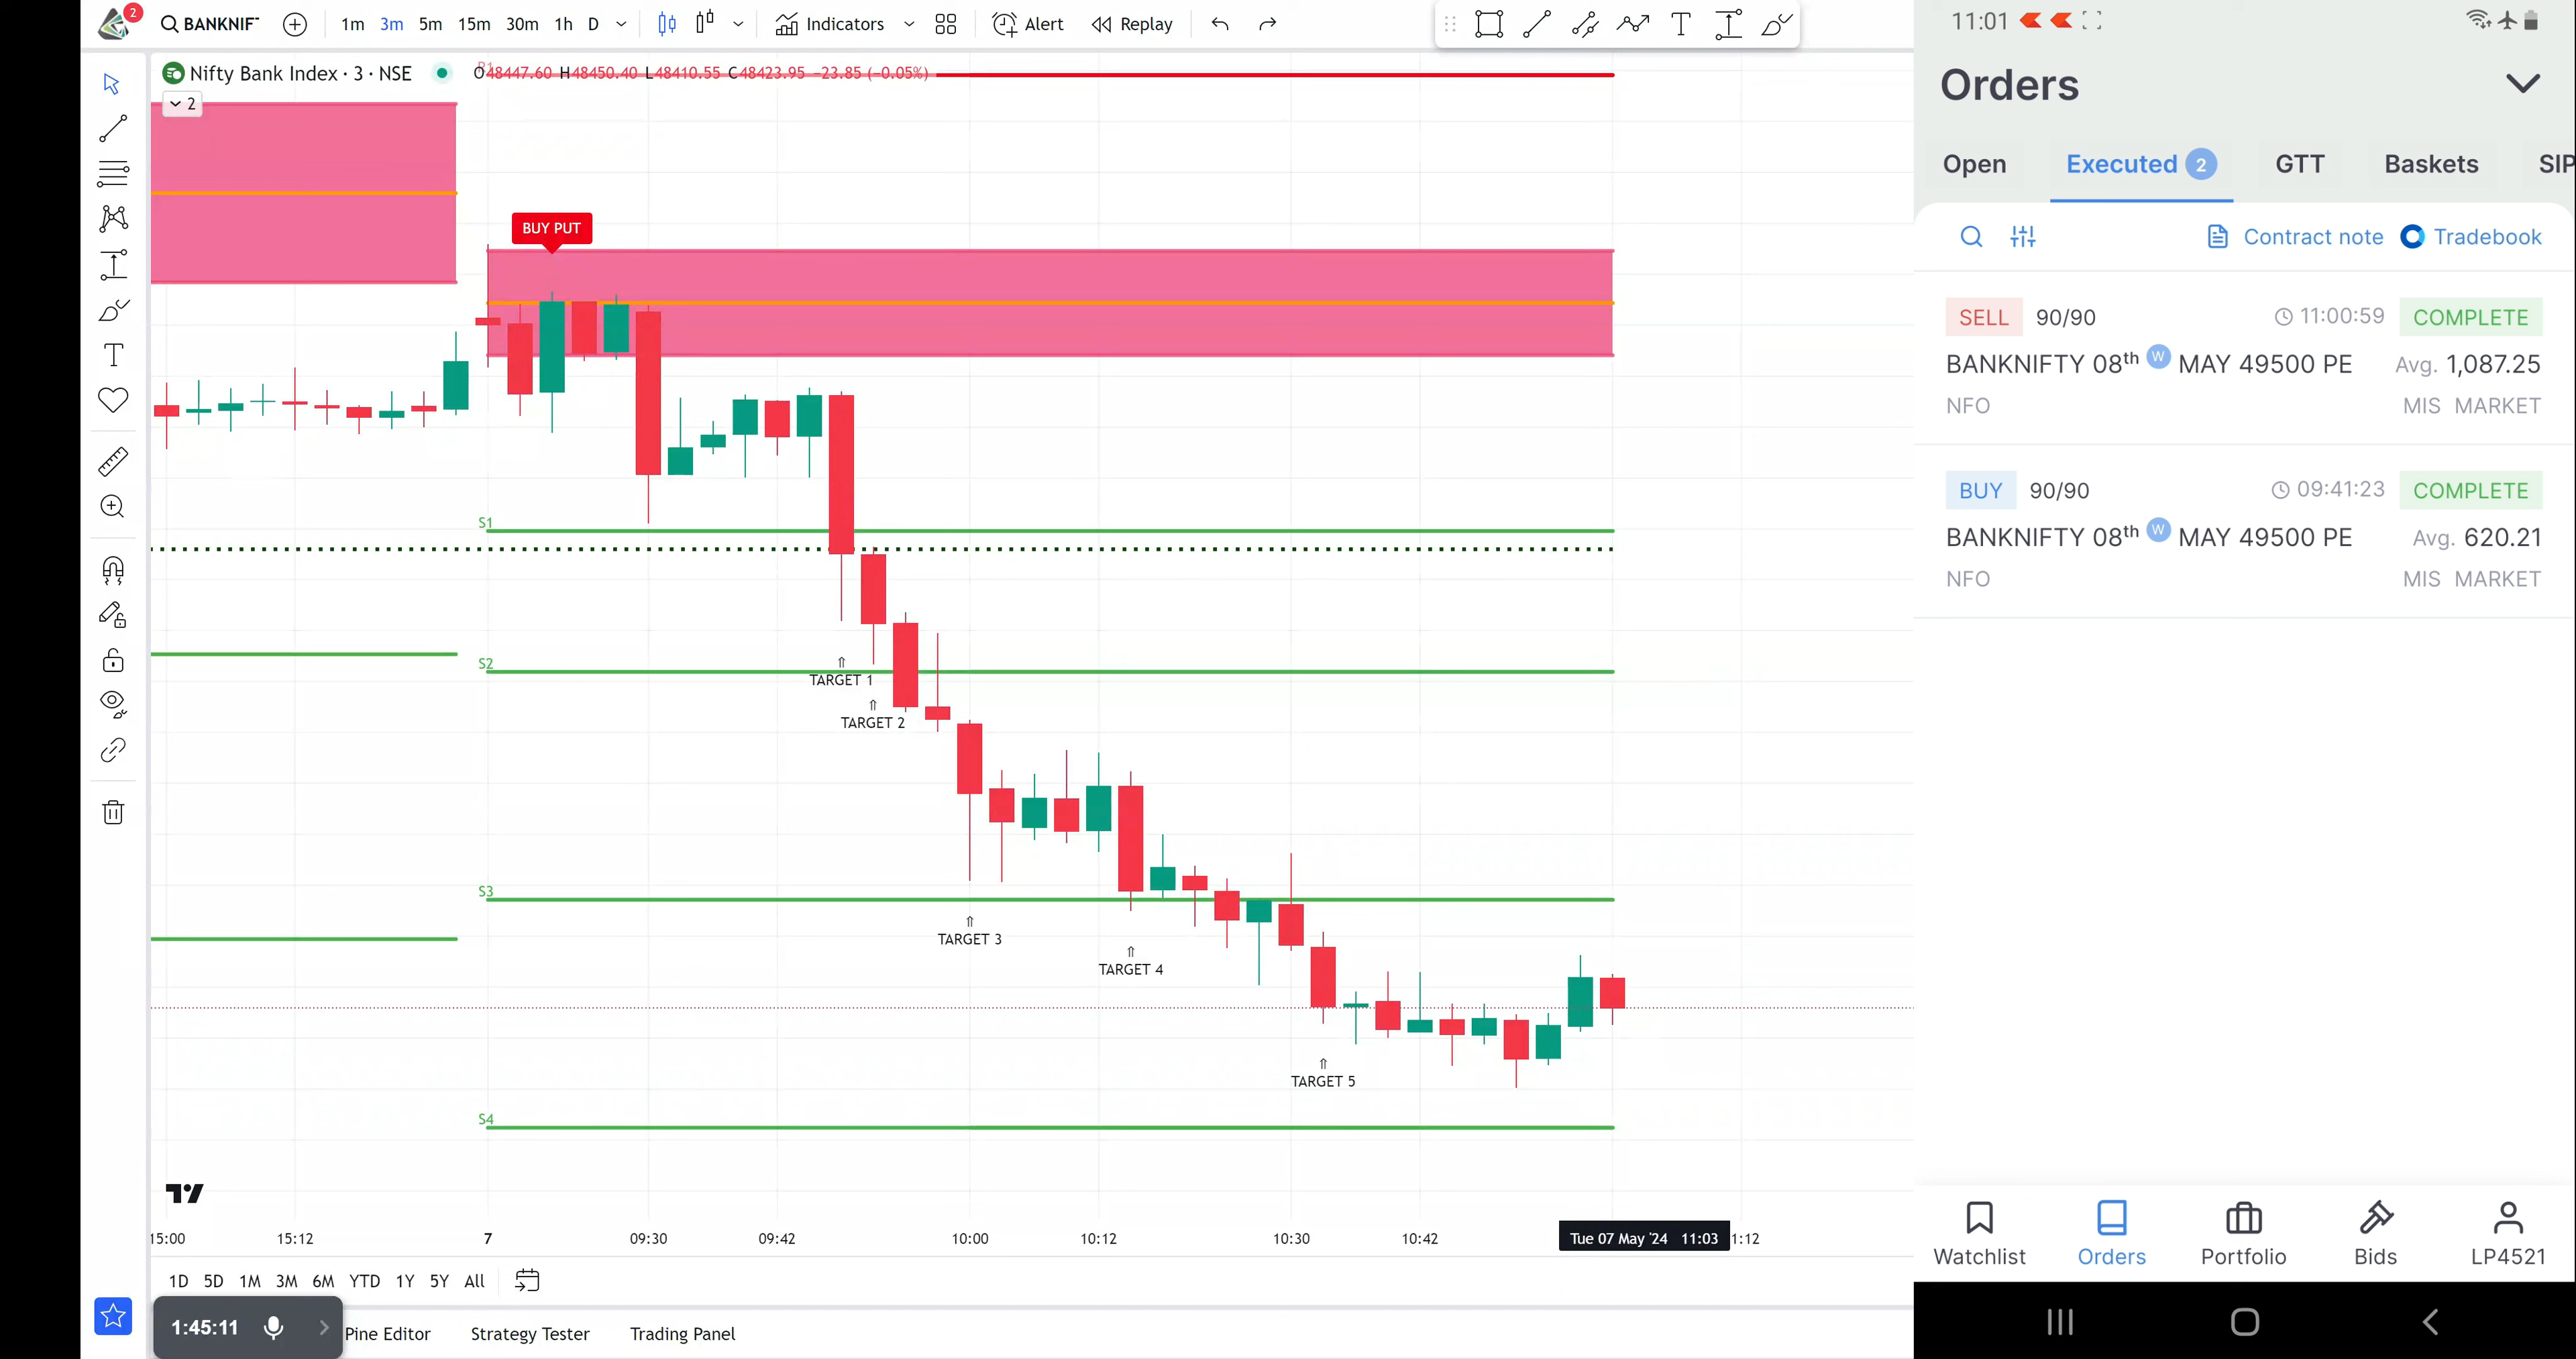 2
BANKNIF
1m 3m 5m 15m 30m 1h D
Indicators
Alert
Replay
Nifty Bank Index · 3 · NSE
O48447.60 H48450.40 L48410.55 C48423.95 −23.85 (−0.05%)
2
BUY PUT
S1
S2
TARGET 1
TARGET 2
S3
TARGET 3
TARGET 4
TARGET 5
S4
15:00 15:12 7 09:30 09:42 10:00 10:12 10:30 10:42 Tue 07 May '24 11:03 1:12
1D 5D 1M 3M 6M YTD 1Y 5Y All
1:45:11
Pine Editor Strategy Tester Trading Panel
11:01
Orders
Open Executed 2 GTT Baskets SIP
Contract note Tradebook
SELL 90/90 11:00:59 COMPLETE
BANKNIFTY 08th W MAY 49500 PE Avg. 1,087.25
NFO MIS MARKET
BUY 90/90 09:41:23 COMPLETE
BANKNIFTY 08th W MAY 49500 PE Avg. 620.21
NFO MIS MARKET
Watchlist Orders Portfolio Bids LP4521